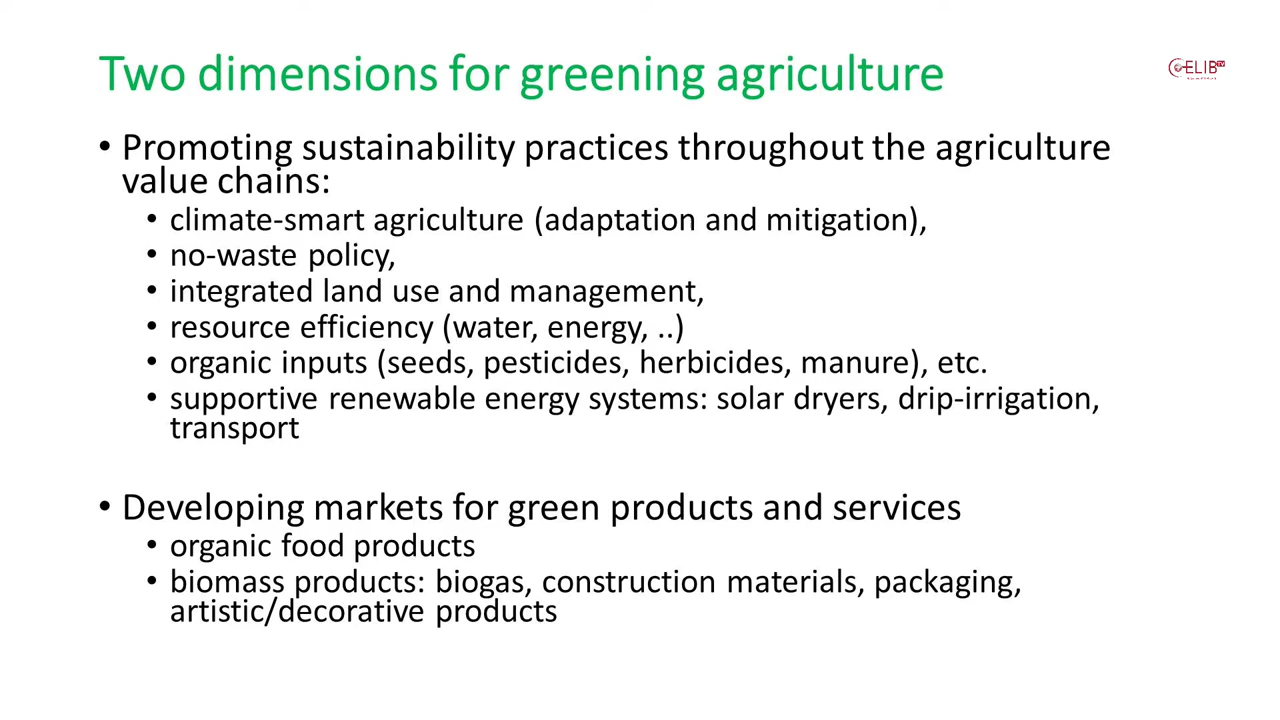 Two dimensions for greening agriculture
ELIB TV
• Promoting sustainability practices throughout the agriculture
value chains:
• climate-smart agriculture (adaptation and mitigation),
• no-waste policy,
• integrated land use and management,
• resource efficiency (water, energy, ..)
• organic inputs (seeds, pesticides, herbicides, manure), etc.
• supportive renewable energy systems: solar dryers, drip-irrigation,
transport
• Developing markets for green products and services
• organic food products
• biomass products: biogas, construction materials, packaging,
artistic/decorative products